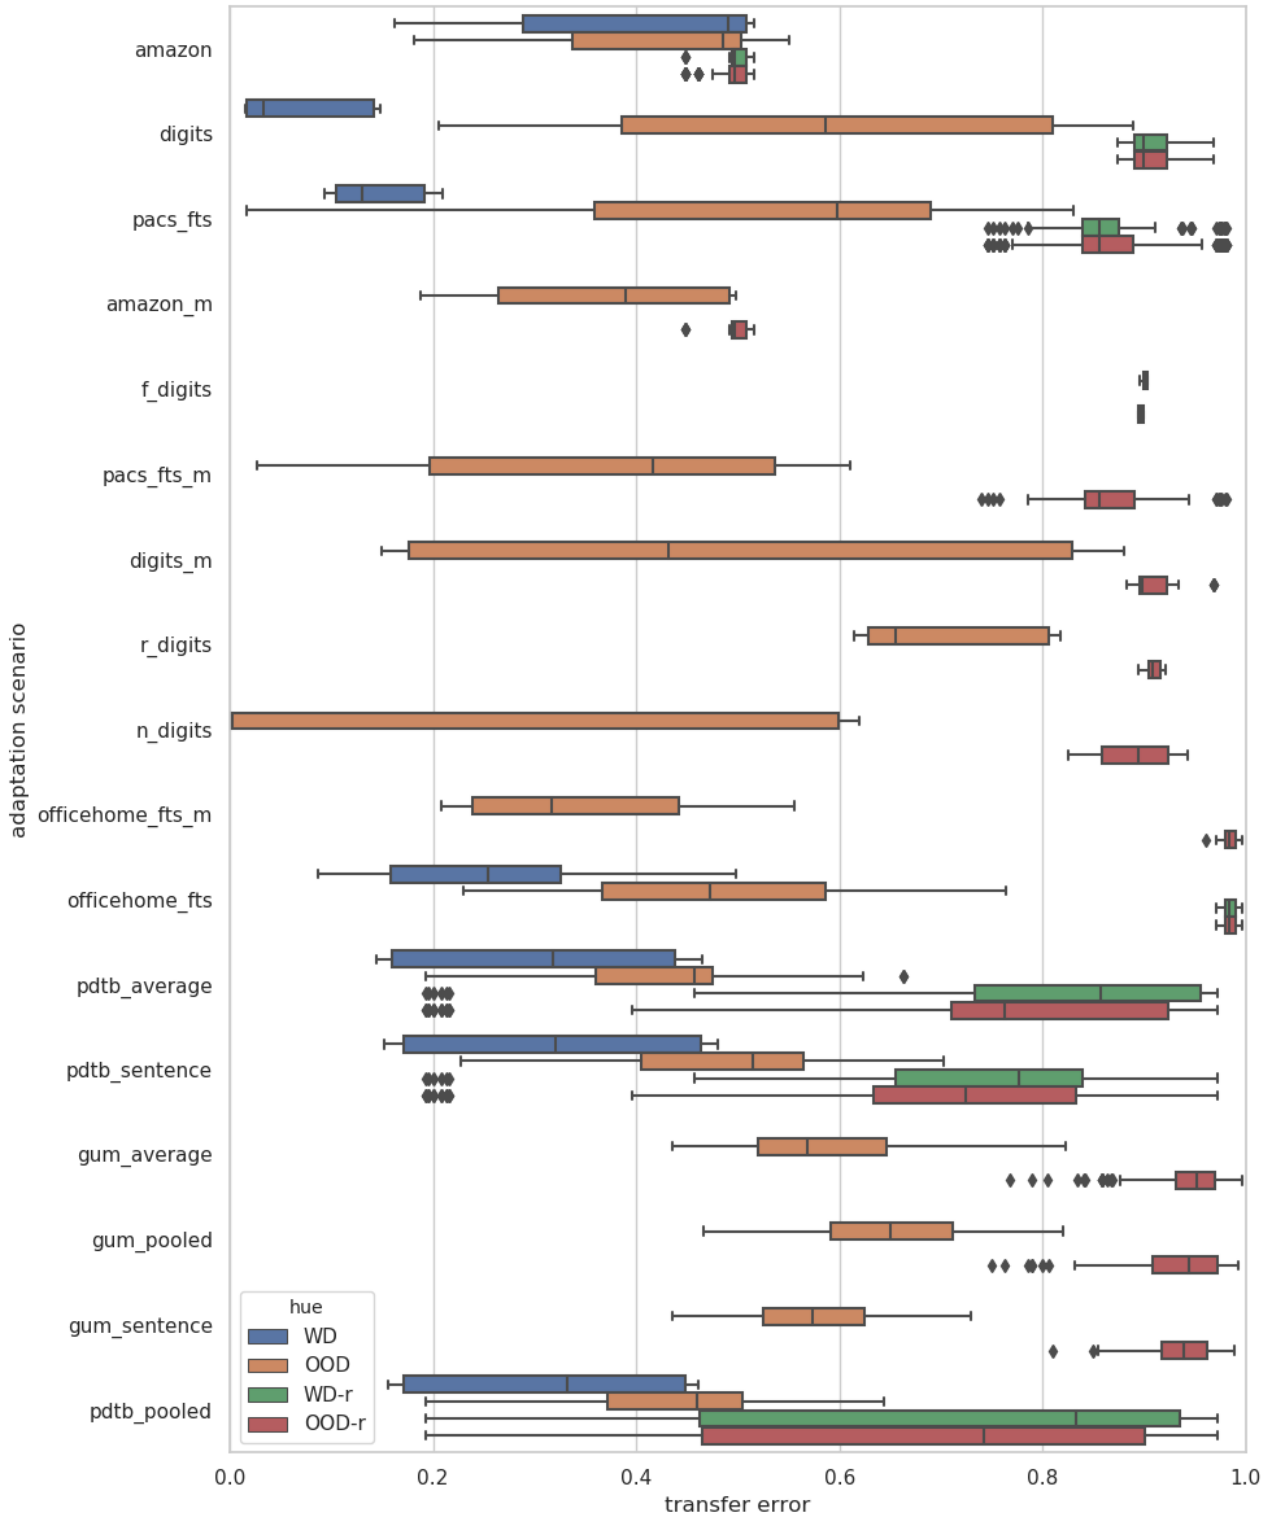 amazon
digits
pacs_fts
amazon_m
f_digits
pacs_fts_m
digits_m
r_digits
n_digits
officehome_fts_m
officehome_fts
pdtb_average
pdtb_sentence
gum_average
gum_pooled
gum_sentence
pdtb_pooled
adaptation scenario
hue
WD
OOD
WD-r
OOD-r
0.0 0.2 0.4 0.6 0.8 1.0
transfer error